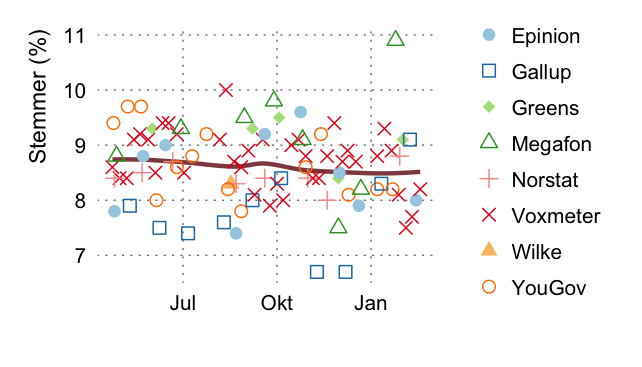 Stemmer (%)
11
10
9
8
7
Jul
Okt
Jan
Epinion
Gallup
Greens
Megafon
Norstat
Voxmeter
Wilke
YouGov